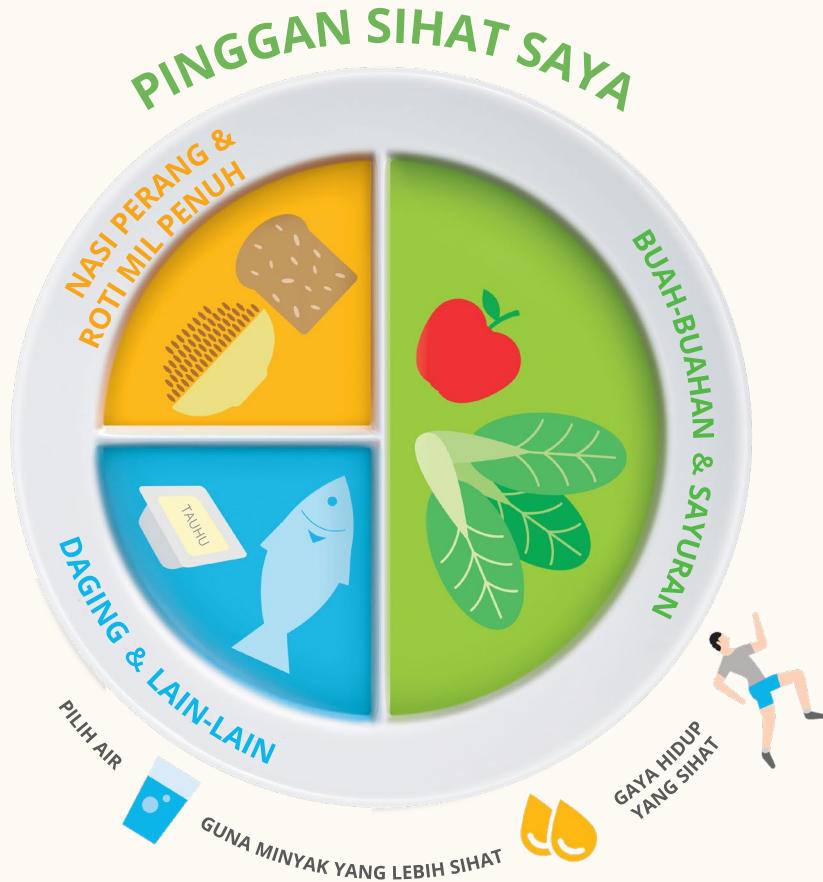 PINGGAN SIHAT SAYA
NASI PERANG &
ROTI MIL PENUH
BUAH-BUAHAN & SAYURAN
TAUHU
DAGING & LAIN-LAIN
PILIH AIR
GUNA MINYAK YANG LEBIH SIHAT
GAYA HIDUP
YANG SIHAT